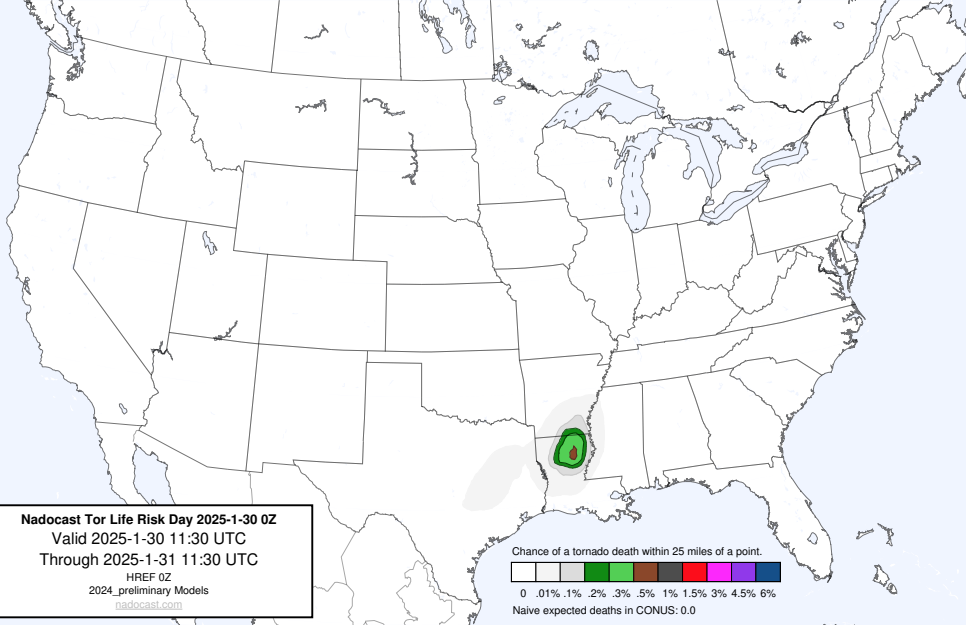 Nadocast Tor Life Risk Day 2025-1-30 0Z
Valid 2025-1-30 11:30 UTC
Through 2025-1-31 11:30 UTC
HREF 0Z
2024_preliminary Models
nadocast.com
Chance of a tornado death within 25 miles of a point.
0 .01% .1% .2% .3% .5% 1% 1.5% 3% 4.5% 6%
Naive expected deaths in CONUS: 0.0